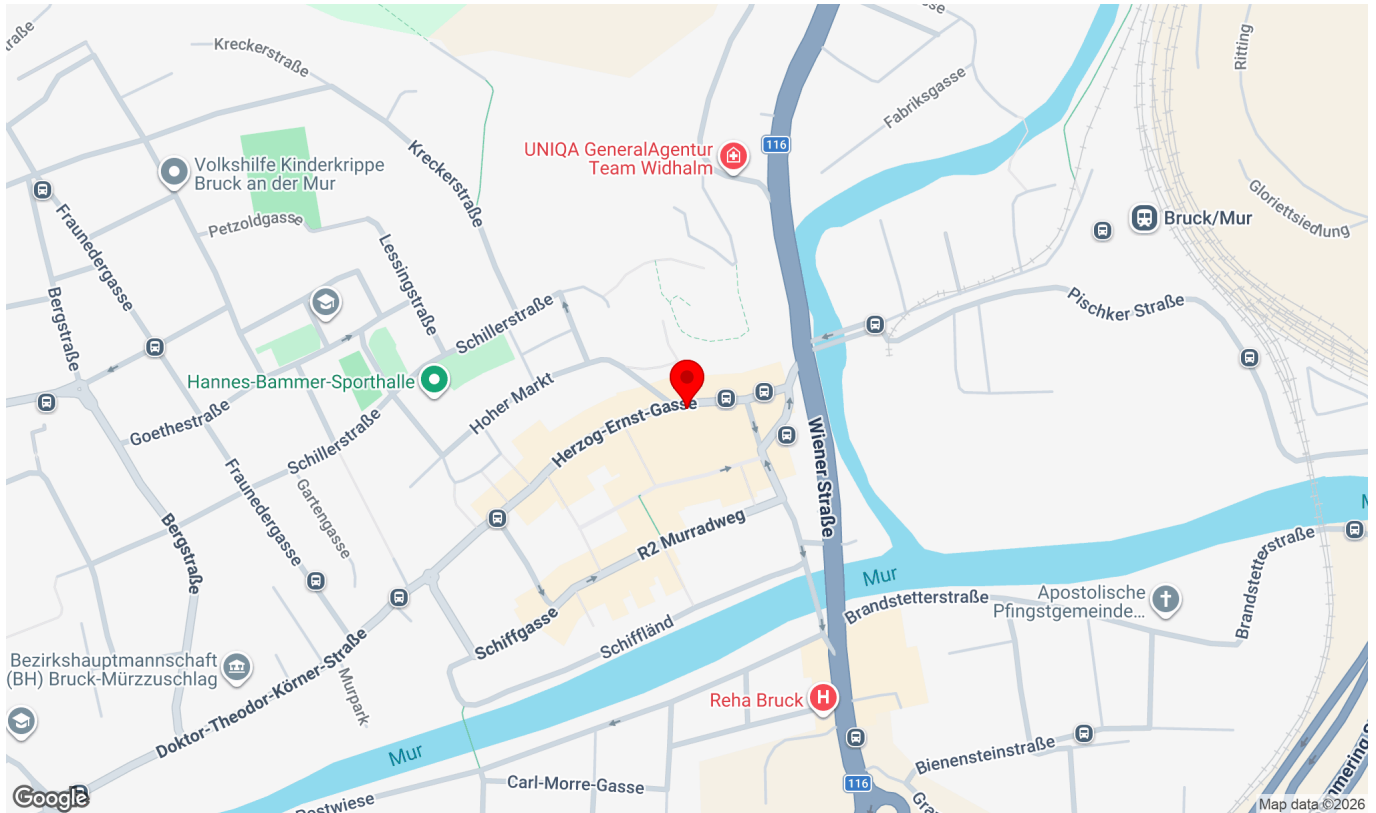 Kreckerstraße
Ritting
Fabriksgasse
116
UNIQA GeneralAgentur
Team Widhalm
Volkshilfe Kinderkrippe
Bruck an der Mur
Kreckerstraße
Gloriettsiedlung
Bruck/Mur
Petzoldgasse
Fraunedergasse
Lessingstraße
Bergstraße
Schillerstraße
Pischker Straße
Hannes-Bammer-Sporthalle
Hoher Markt
Herzog-Ernst-Gasse
Goethestraße
Schillerstraße
Wiener Straße
Fraunedergasse
Gartengasse
Bergstraße
R2 Murradweg
Mur
Brandstetterstraße
Brandstetterstraße
Apostolische
Pfingstgemeinde...
Schiffgasse
Schiffländ
Bezirkshauptmannschaft
(BH) Bruck-Mürzzuschlag
Doktor-Theodor-Körner-Straße
Murpark
Reha Bruck
H
Mur
Bienensteinstraße
116
Carl-Morre-Gasse
Google
Map data ©2026